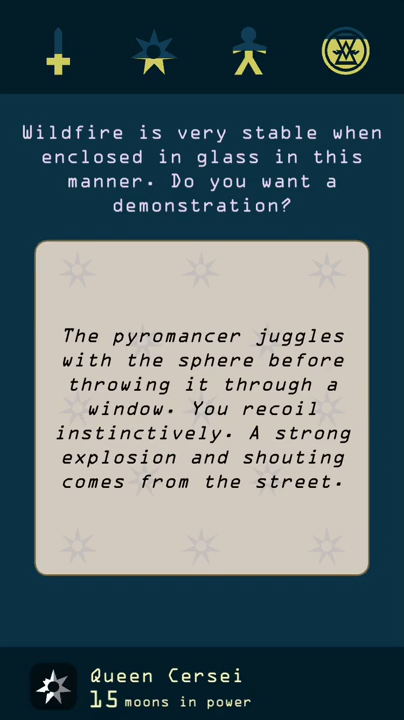 Wildfire is very stable when
enclosed in glass in this
manner. Do you want a
demonstration?
The pyromancer juggles
with the sphere before
throwing it through a
window. You recoil
instinctively. A strong
explosion and shouting
comes from the street.
Queen Cersei
15 moons in power